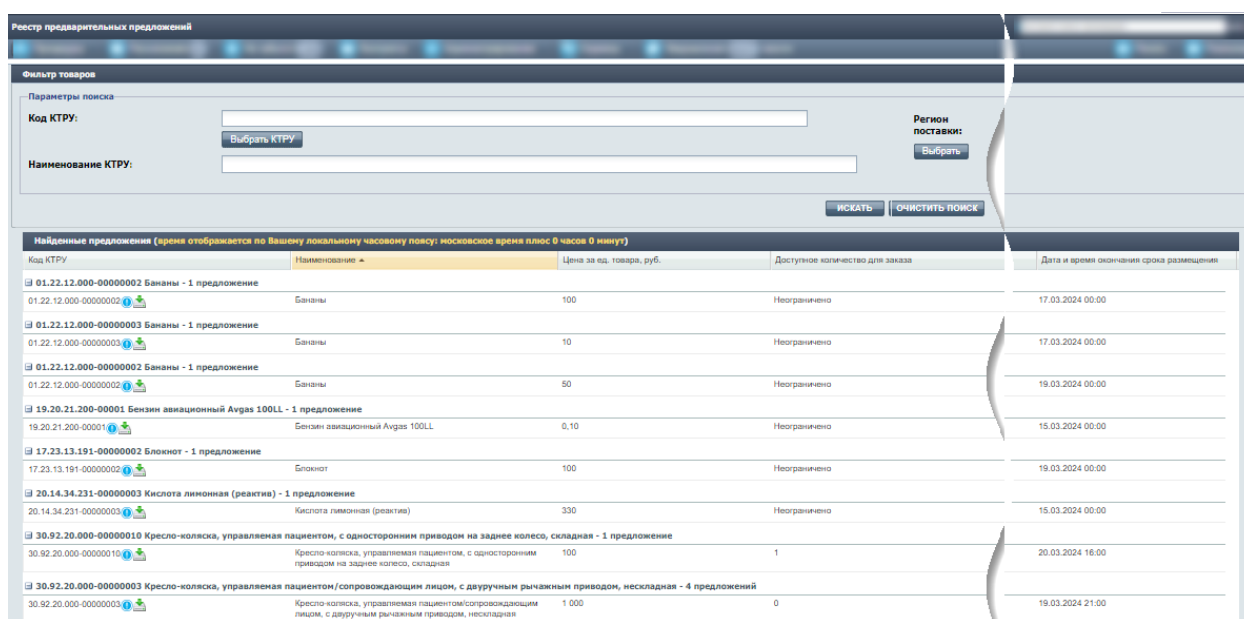 Реестр предварительных предложений
Фильтр товаров
Параметры поиска
Код КТРУ:
Выбрать КТРУ
Регион
поставки:
Выбрать
Наименование КТРУ:
ИСКАТЬ ОЧИСТИТЬ ПОИСК
Найденные предложения (время отображается по Вашему локальному часовому поясу: московское время плюс 0 часов 0 минут)
Код КТРУ Наименование Цена за ед. товара, руб. Доступное количество для заказа Дата и время окончания срока размещения
01.22.12.000-00000002 Бананы - 1 предложение
01.22.12.000-00000002 Бананы 100 Неограничено 17.03.2024 00:00
01.22.12.000-00000003 Бананы - 1 предложение
01.22.12.000-00000003 Бананы 10 Неограничено 17.03.2024 00:00
01.22.12.000-00000002 Бананы - 1 предложение
01.22.12.000-00000002 Бананы 50 Неограничено 19.03.2024 00:00
19.20.21.200-00001 Бензин авиационный Avgas 100LL - 1 предложение
19.20.21.200-00001 Бензин авиационный Avgas 100LL 0,10 Неограничено 15.03.2024 00:00
17.23.13.191-00000002 Блокнот - 1 предложение
17.23.13.191-00000002 Блокнот 100 Неограничено 19.03.2024 00:00
20.14.34.231-00000003 Кислота лимонная (реактив) - 1 предложение
20.14.34.231-00000003 Кислота лимонная (реактив) 330 Неограничено 15.03.2024 00:00
30.92.20.000-00000010 Кресло-коляска, управляемая пациентом, с односторонним приводом на заднее колесо, складная - 1 предложение
30.92.20.000-00000010 Кресло-коляска, управляемая пациентом, с односторонним 100 1 20.03.2024 16:00
приводом на заднее колесо, складная
30.92.20.000-00000003 Кресло-коляска, управляемая пациентом/сопровождающим лицом, с двуручным рычажным приводом, нескладная - 4 предложений
30.92.20.000-00000003 Кресло-коляска, управляемая пациентом/сопровождающим 1 000 0 19.03.2024 21:00
лицом, с двуручным рычажным приводом, нескладная